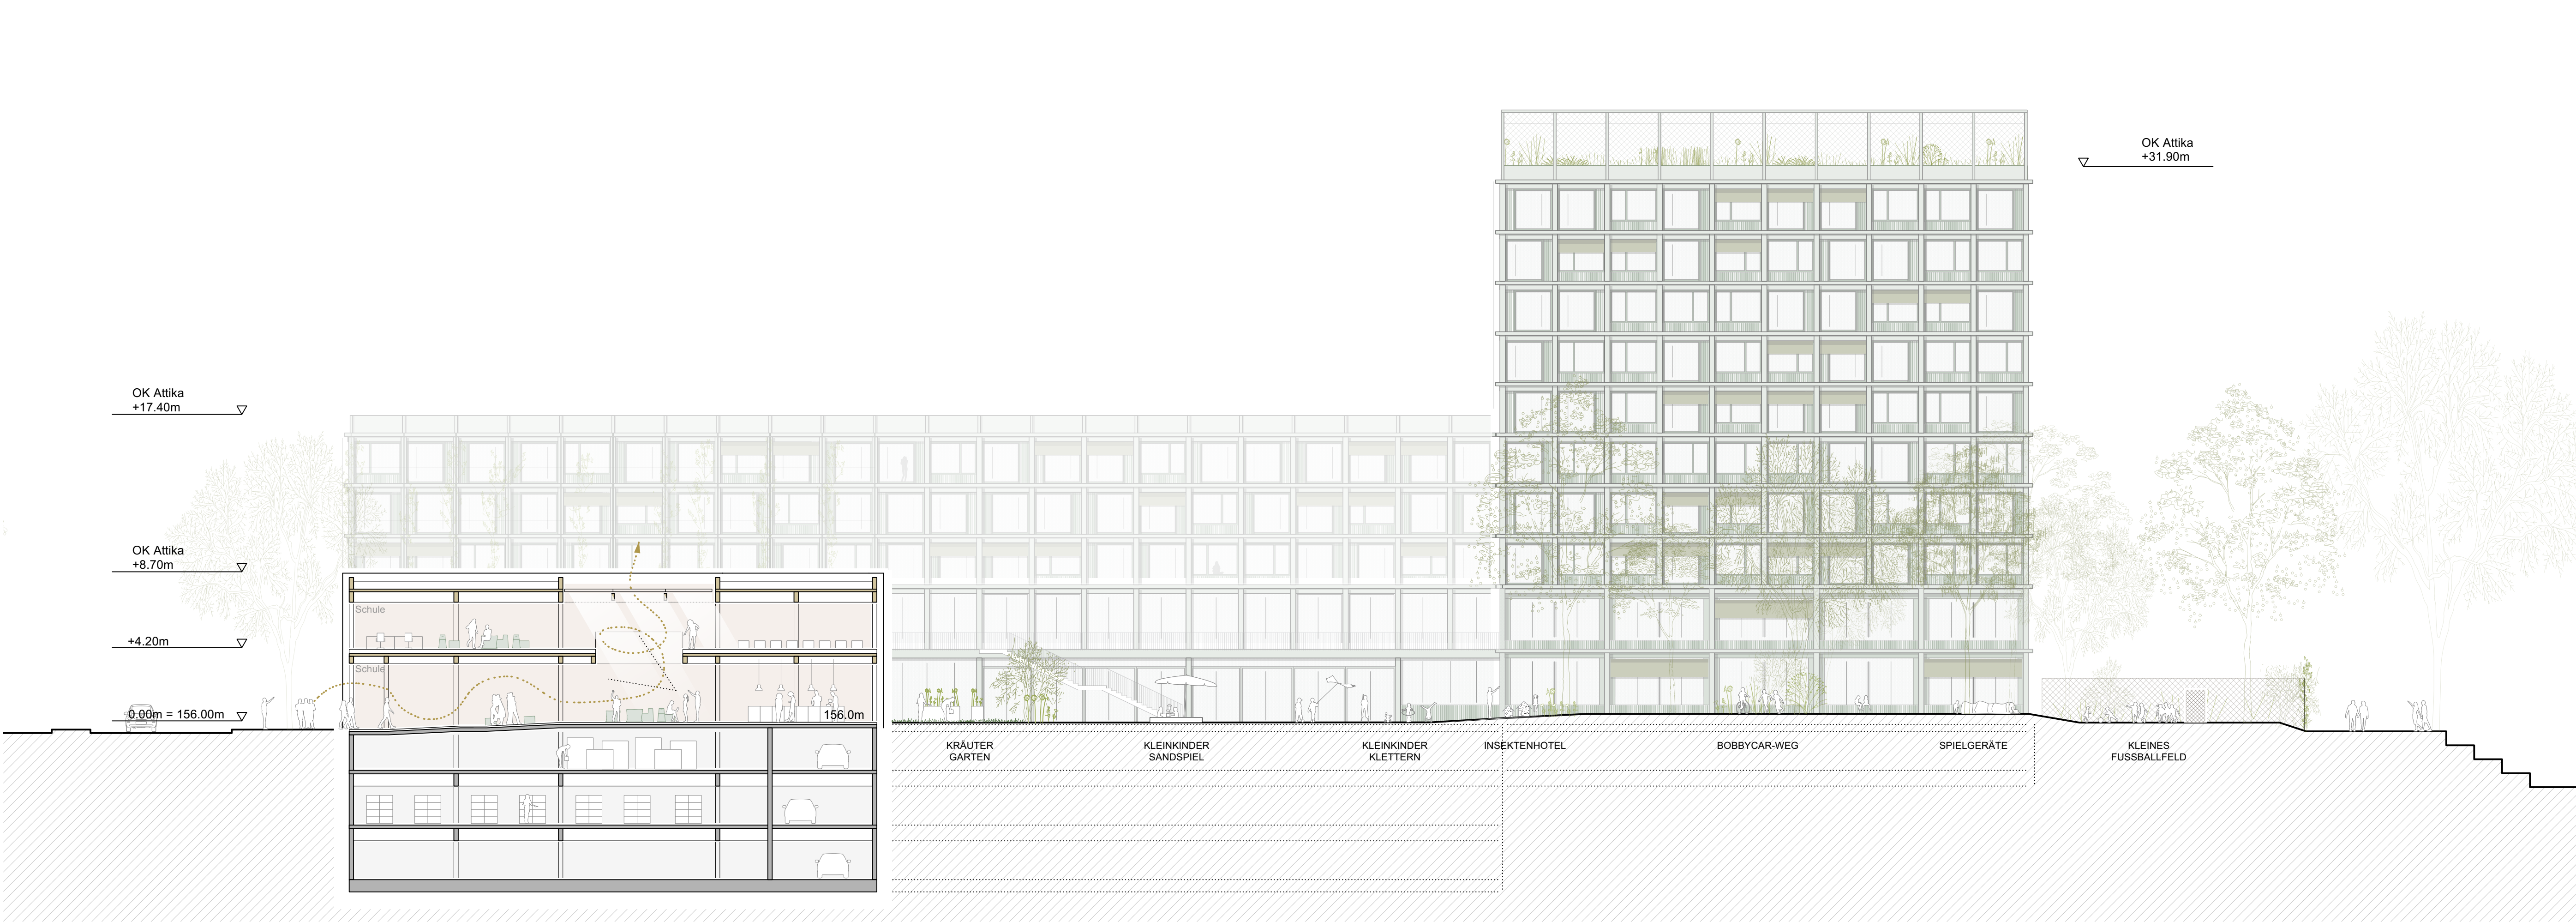 OK Attika
+31.90m
OK Attika
+17.40m
OK Attika
+8.70m
Schule
+4.20m
Schule
0.00m = 156.00m
156.0m
KRÄUTER
GARTEN
KLEINKINDER
SANDSPIEL
KLEINKINDER
KLETTERN
INSEKTENHOTEL
BOBBYCAR-WEG
SPIELGERÄTE
KLEINES
FUSSBALLFELD